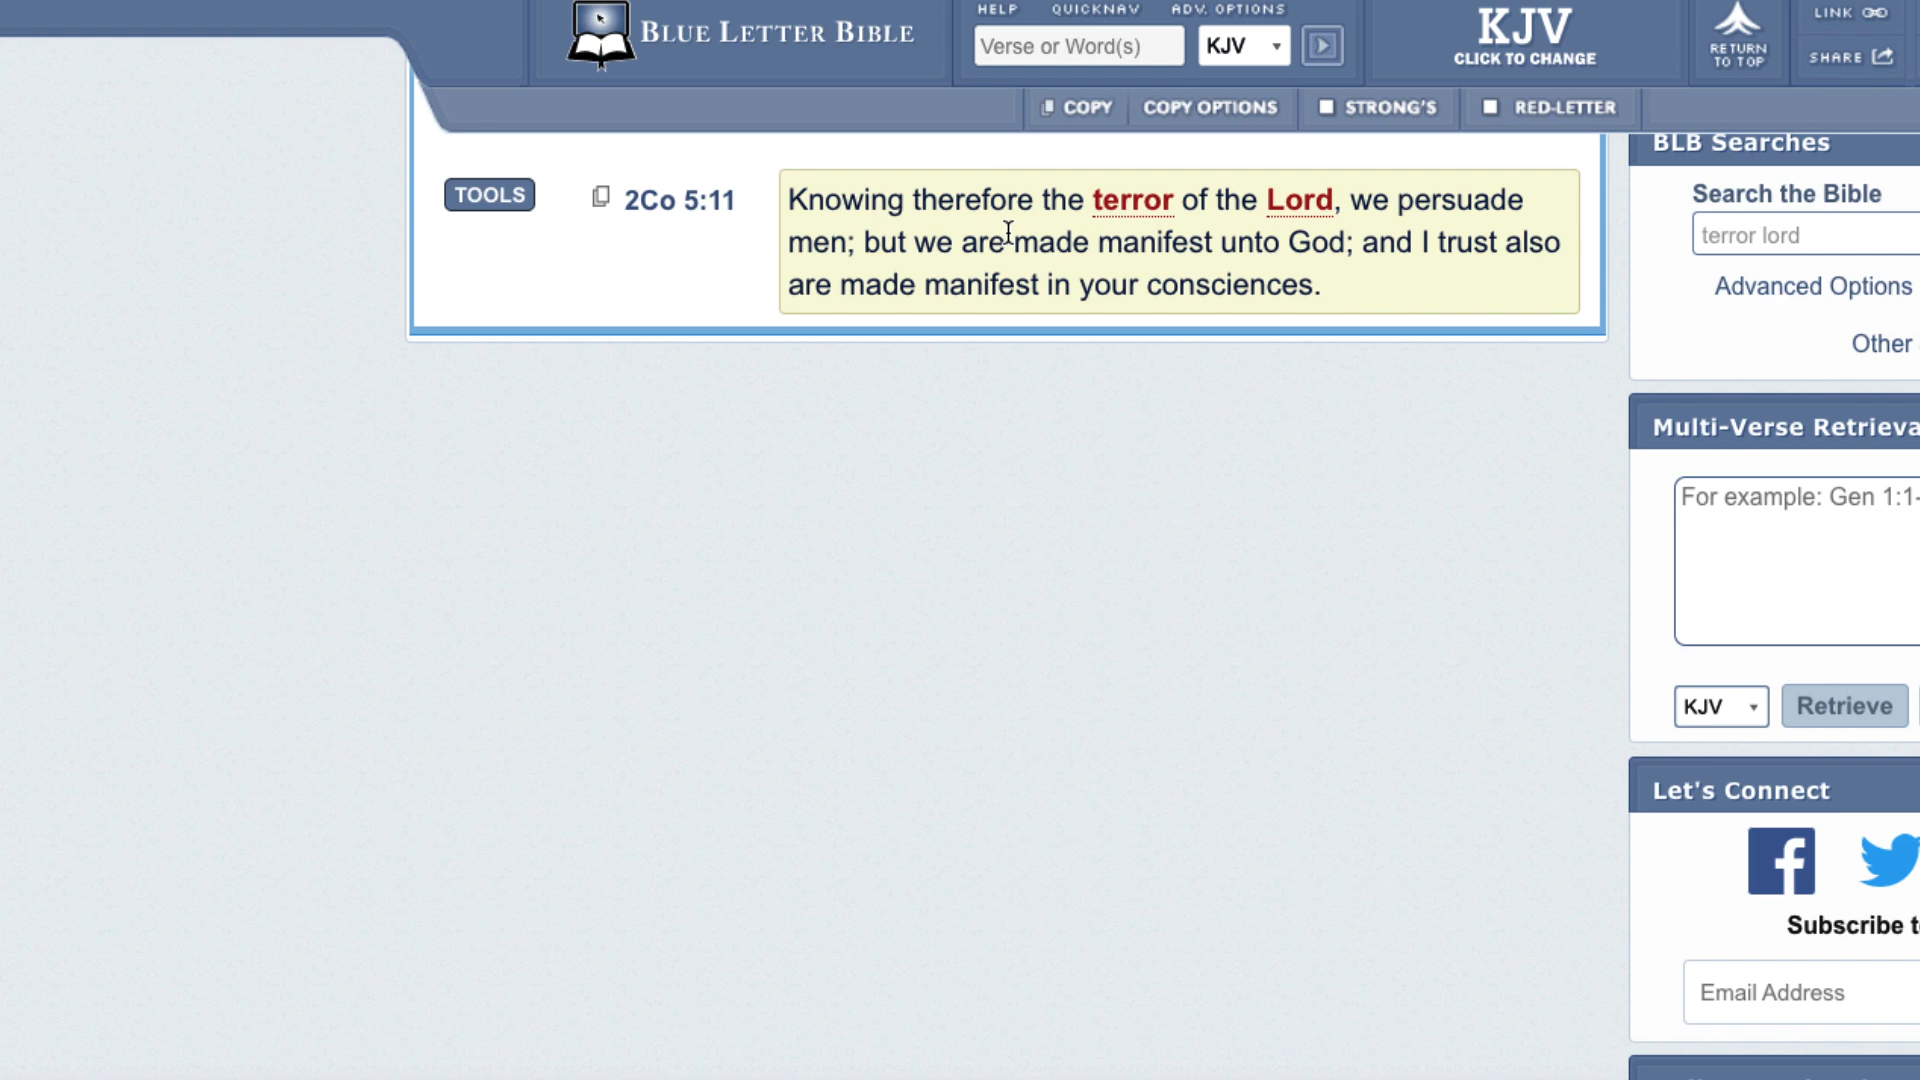 HELP QUICKNAV ADV. OPTIONS
BLUE LETTER BIBLE
Verse or Word(s)
KJV
KJV
CLICK TO CHANGE
RETURN
TO TOP
LINK
SHARE
COPY
COPY OPTIONS
STRONG'S
RED-LETTER
TOOLS
2Co 5:11
Knowing therefore the terror of the Lord, we persuade
men; but we are made manifest unto God; and I trust also
are made manifest in your consciences.
BLB Searches
Search the Bible
terror lord
Advanced Options
Other
Multi-Verse Retrieva
For example: Gen 1:1-
KJV
Retrieve
Let's Connect
Subscribe t
Email Address